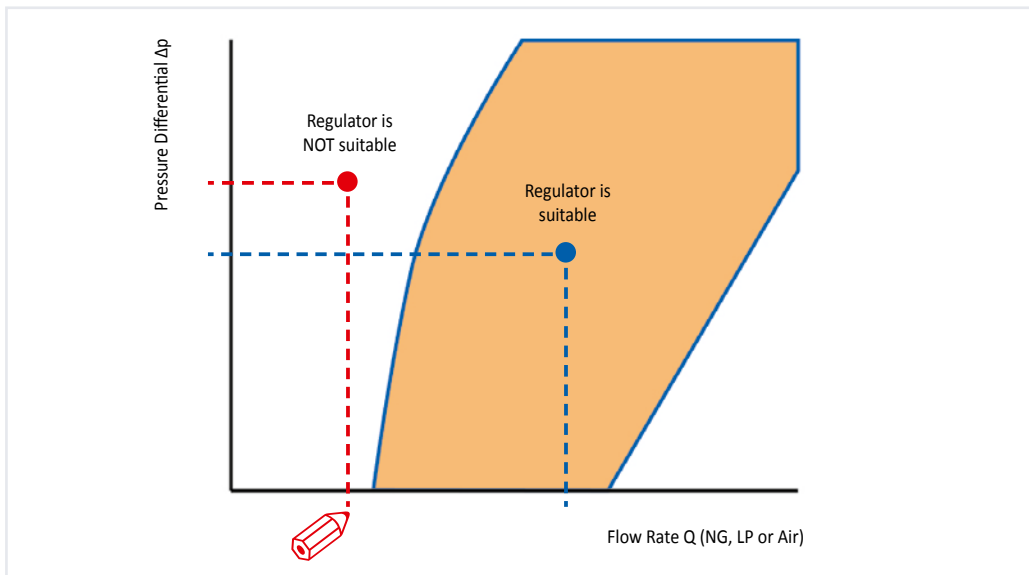 Pressure Differential Δp
Regulator is
NOT suitable
Regulator is
suitable
Flow Rate Q (NG, LP or Air)